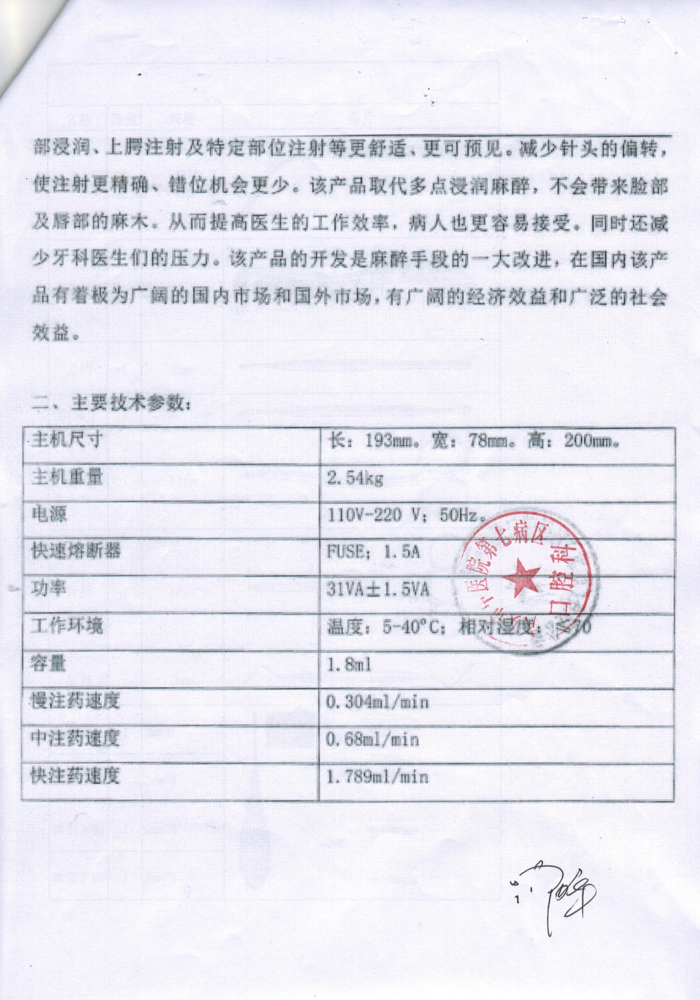 部浸润、上腭注射及特定部位注射等更舒适、更可预见。减少针头的偏转，
使注射更精确、错位机会更少。该产品取代多点浸润麻醉，不会带来脸部
及唇部的麻木。从而提高医生的工作效率，病人也更容易接受。同时还减
少牙科医生们的压力。该产品的开发是麻醉手段的一大改进，在国内该产
品有着极为广阔的国内市场和国外市场，有广阔的经济效益和广泛的社会
效益。
二、主要技术参数：
主机尺寸 长：193mm。宽：78mm。高：200mm。
主机重量 2.54kg
电源 110V-220 V；50Hz。
快速熔断器 FUSE；1.5A
功率 31VA±1.5VA
工作环境 温度：5-40℃；相对湿度：
容量 1.8ml
慢注药速度 0.304ml/min
中注药速度 0.68ml/min
快注药速度 1.789ml/min
医院第七病区
口腔科